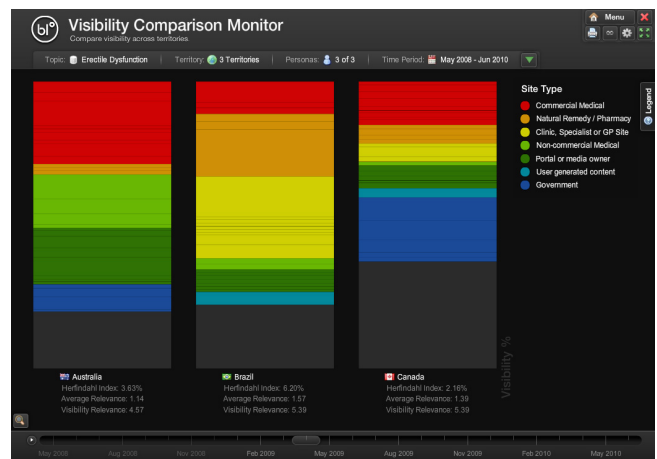 bl°
Visibility Comparison Monitor
Compare visibility across territories
Menu
Topic: Erectile Dysfunction
Territory: 3 Territories
Personas: 3 of 3
Time Period: May 2008 - Jun 2010
Site Type
Commercial Medical
Natural Remedy / Pharmacy
Clinic, Specialist or GP Site
Non-commercial Medical
Portal or media owner
User generated content
Government
Legend
Visibility %
Australia
Herfindahl Index: 3.63%
Average Relevance: 1.14
Visibility Relevance: 4.57
Brazil
Herfindahl Index: 6.20%
Average Relevance: 1.57
Visibility Relevance: 5.39
Canada
Herfindahl Index: 2.16%
Average Relevance: 1.39
Visibility Relevance: 5.39
May 2008
Aug 2008
Nov 2008
Feb 2009
May 2009
Aug 2009
Nov 2009
Feb 2010
May 2010